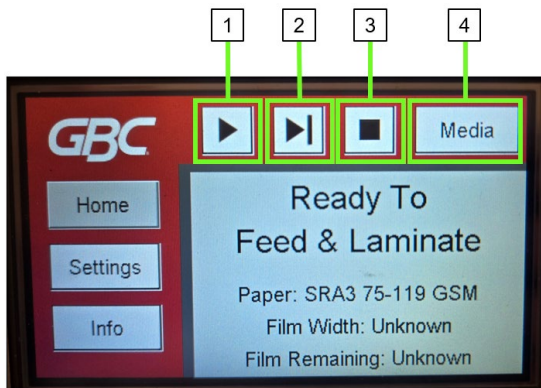 1 2 3 4
GBC
Media
Home
Settings
Info
Ready To
Feed & Laminate
Paper: SRA3 75-119 GSM
Film Width: Unknown
Film Remaining: Unknown